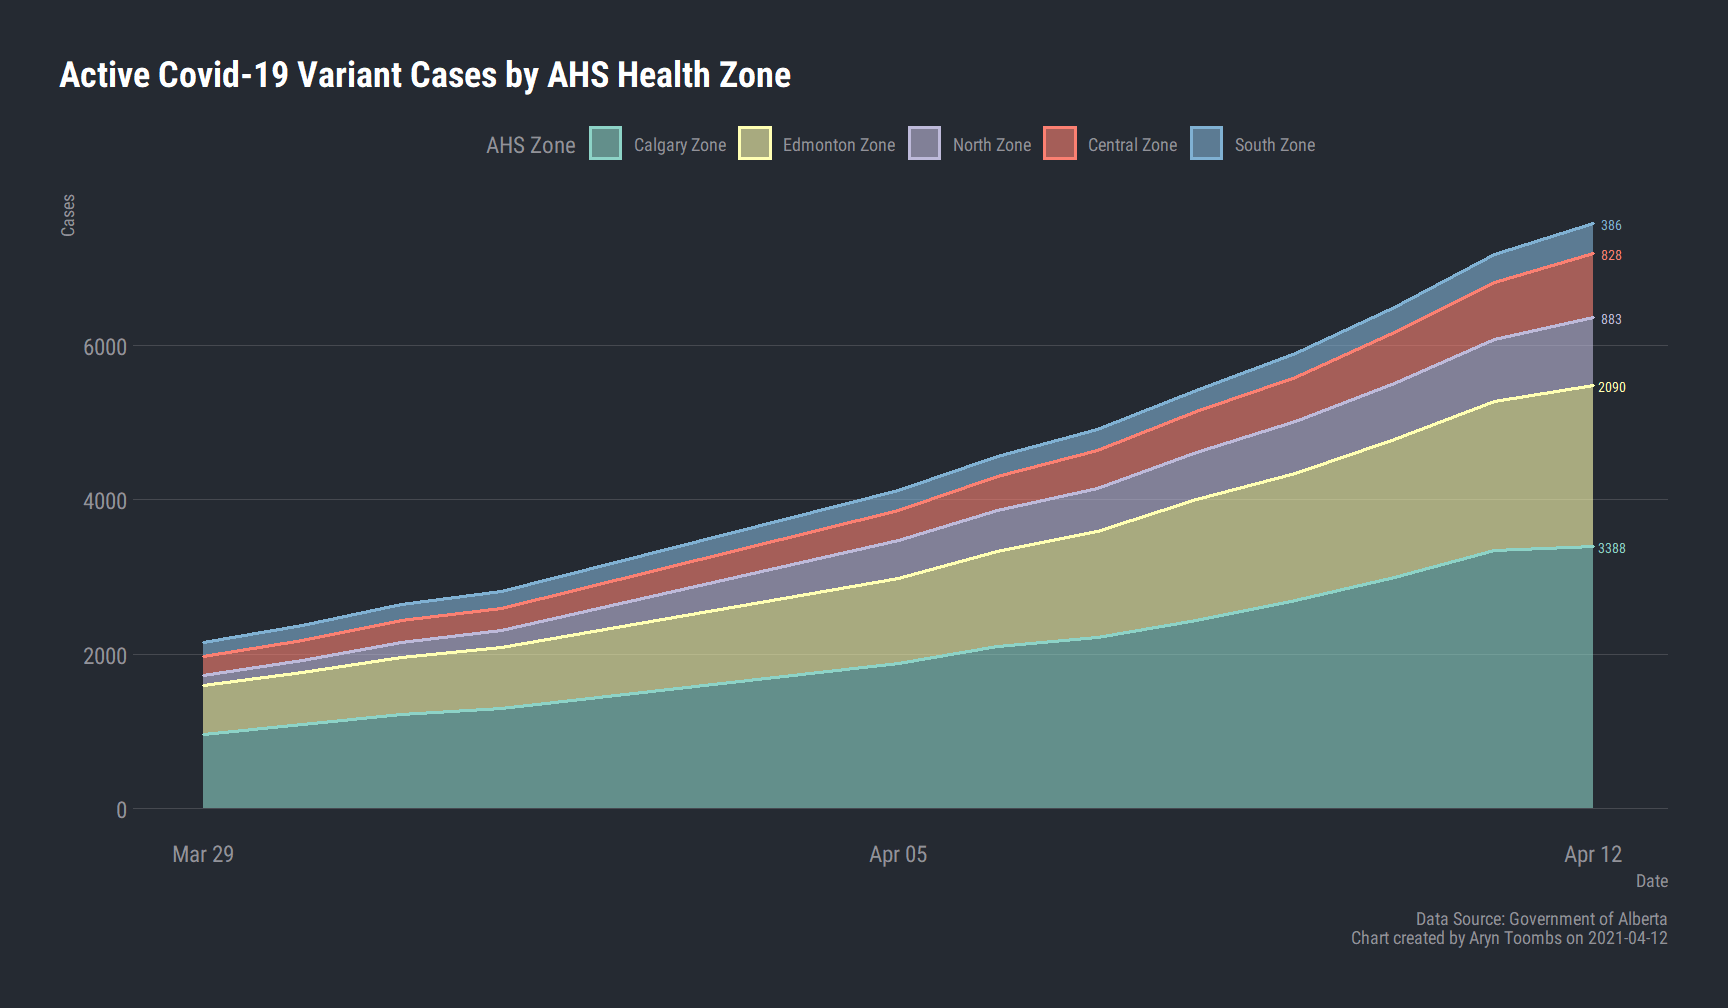 Active Covid-19 Variant Cases by AHS Health Zone
AHS Zone Calgary Zone Edmonton Zone North Zone Central Zone South Zone
Cases
386
828
883
6000
2090
4000
3388
2000
0
Mar 29 Apr 05 Apr 12
Date
Data Source: Government of Alberta
Chart created by Aryn Toombs on 2021-04-12